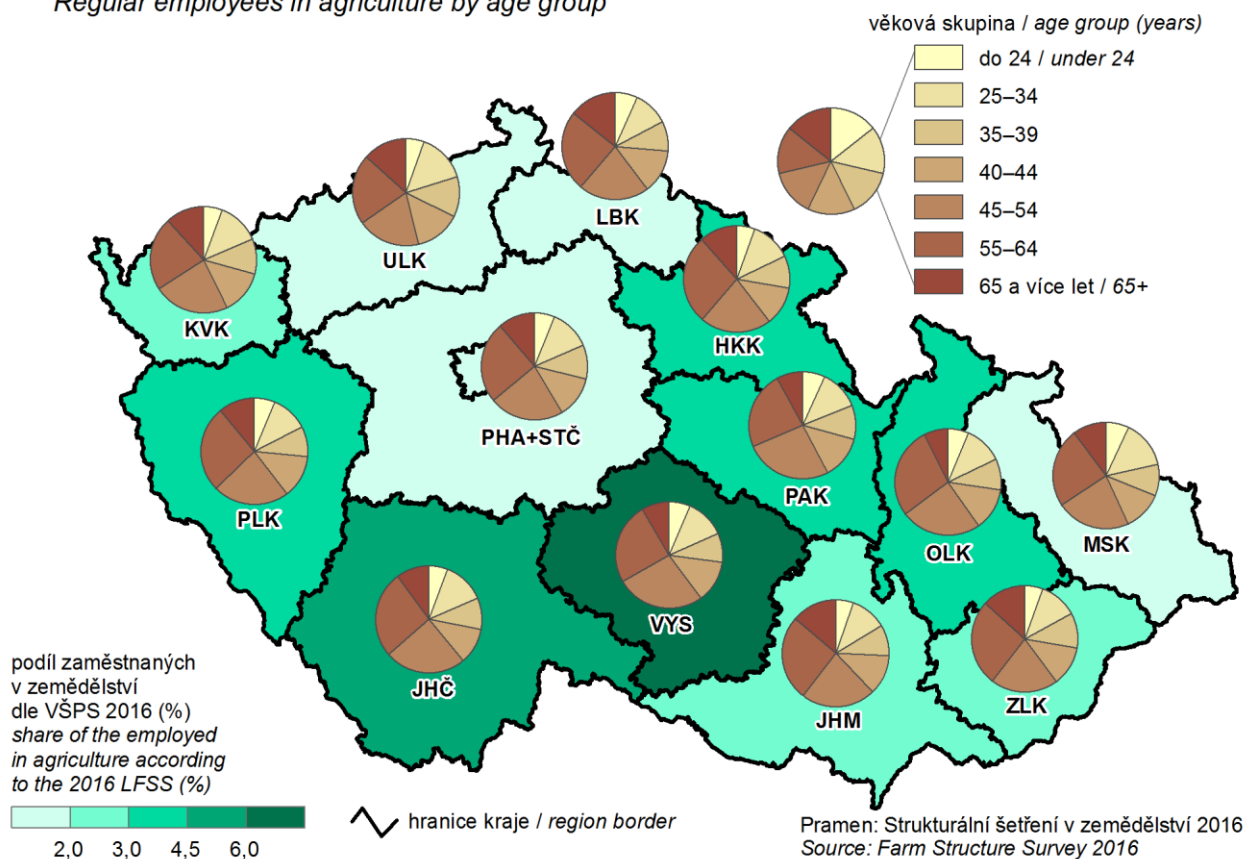 Regular employees in agriculture by age group
věková skupina / age group (years)
do 24 / under 24
25–34
35–39
40–44
45–54
55–64
65 a více let / 65+
LBK
ULK
KVK
HKK
PHA+STČ
PAK
PLK
OLK
MSK
VYS
JHČ
JHM
ZLK
podíl zaměstnaných
v zemědělství
dle VŠPS 2016 (%)
share of the employed
in agriculture according
to the 2016 LFSS (%)
2,0 3,0 4,5 6,0
hranice kraje / region border
Pramen: Strukturální šetření v zemědělství 2016
Source: Farm Structure Survey 2016